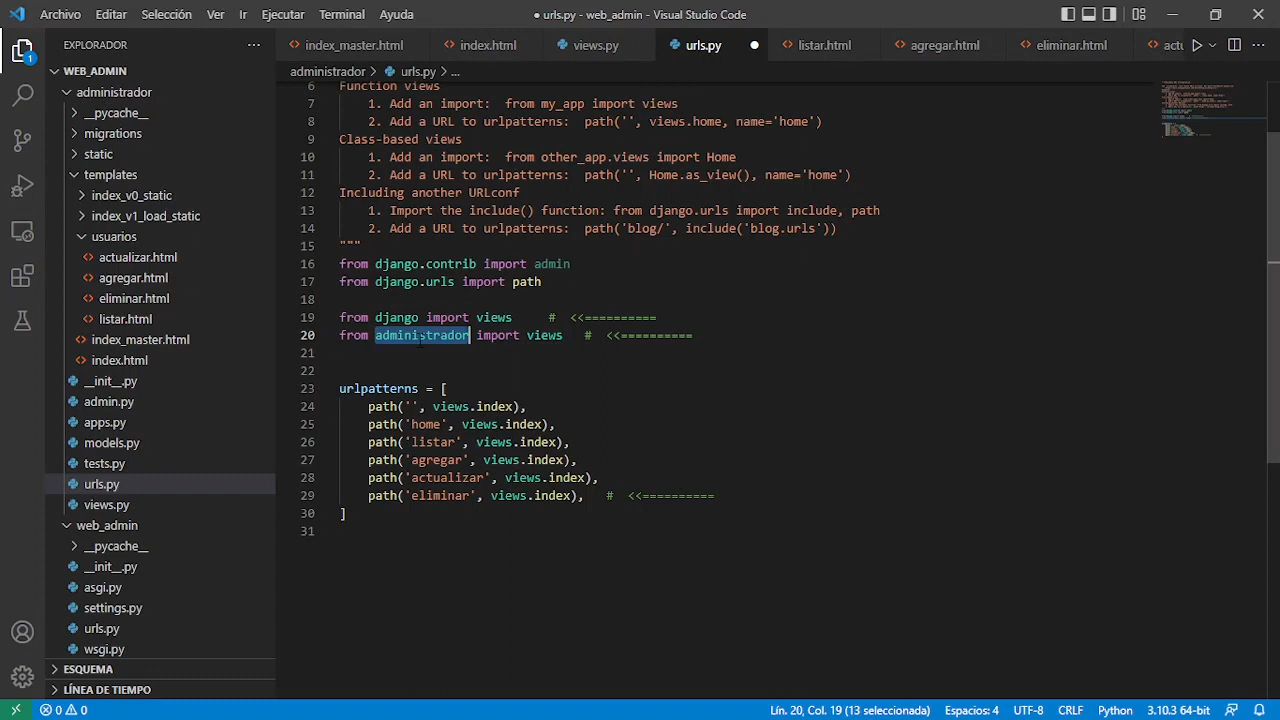 Archivo Editar Selección Ver Ir Ejecutar Terminal Ayuda
● urls.py - web_admin - Visual Studio Code
EXPLORADOR
index_master.html index.html views.py urls.py listar.html agregar.html eliminar.html actu
administrador > urls.py > ...
WEB_ADMIN
administrador
__pycache__
migrations
static
templates
index_v0_static
index_v1_load_static
usuarios
actualizar.html
agregar.html
eliminar.html
listar.html
index_master.html
index.html
__init__.py
admin.py
apps.py
models.py
tests.py
urls.py
views.py
web_admin
__pycache__
__init__.py
asgi.py
settings.py
urls.py
wsgi.py
ESQUEMA
LÍNEA DE TIEMPO
6 Function views
7 1. Add an import: from my_app import views
8 2. Add a URL to urlpatterns: path('', views.home, name='home')
9 Class-based views
10 1. Add an import: from other_app.views import Home
11 2. Add a URL to urlpatterns: path('', Home.as_view(), name='home')
12 Including another URLconf
13 1. Import the include() function: from django.urls import include, path
14 2. Add a URL to urlpatterns: path('blog/', include('blog.urls'))
15 """
16 from django.contrib import admin
17 from django.urls import path
18
19 from django import views # <<==========
20 from administrador import views # <<==========
21
22
23 urlpatterns = [
24 path('', views.index),
25 path('home', views.index),
26 path('listar', views.index),
27 path('agregar', views.index),
28 path('actualizar', views.index),
29 path('eliminar', views.index), # <<==========
30 ]
31
1
0 0 Lín. 20, Col. 19 (13 seleccionada) Espacios: 4 UTF-8 CRLF Python 3.10.3 64-bit